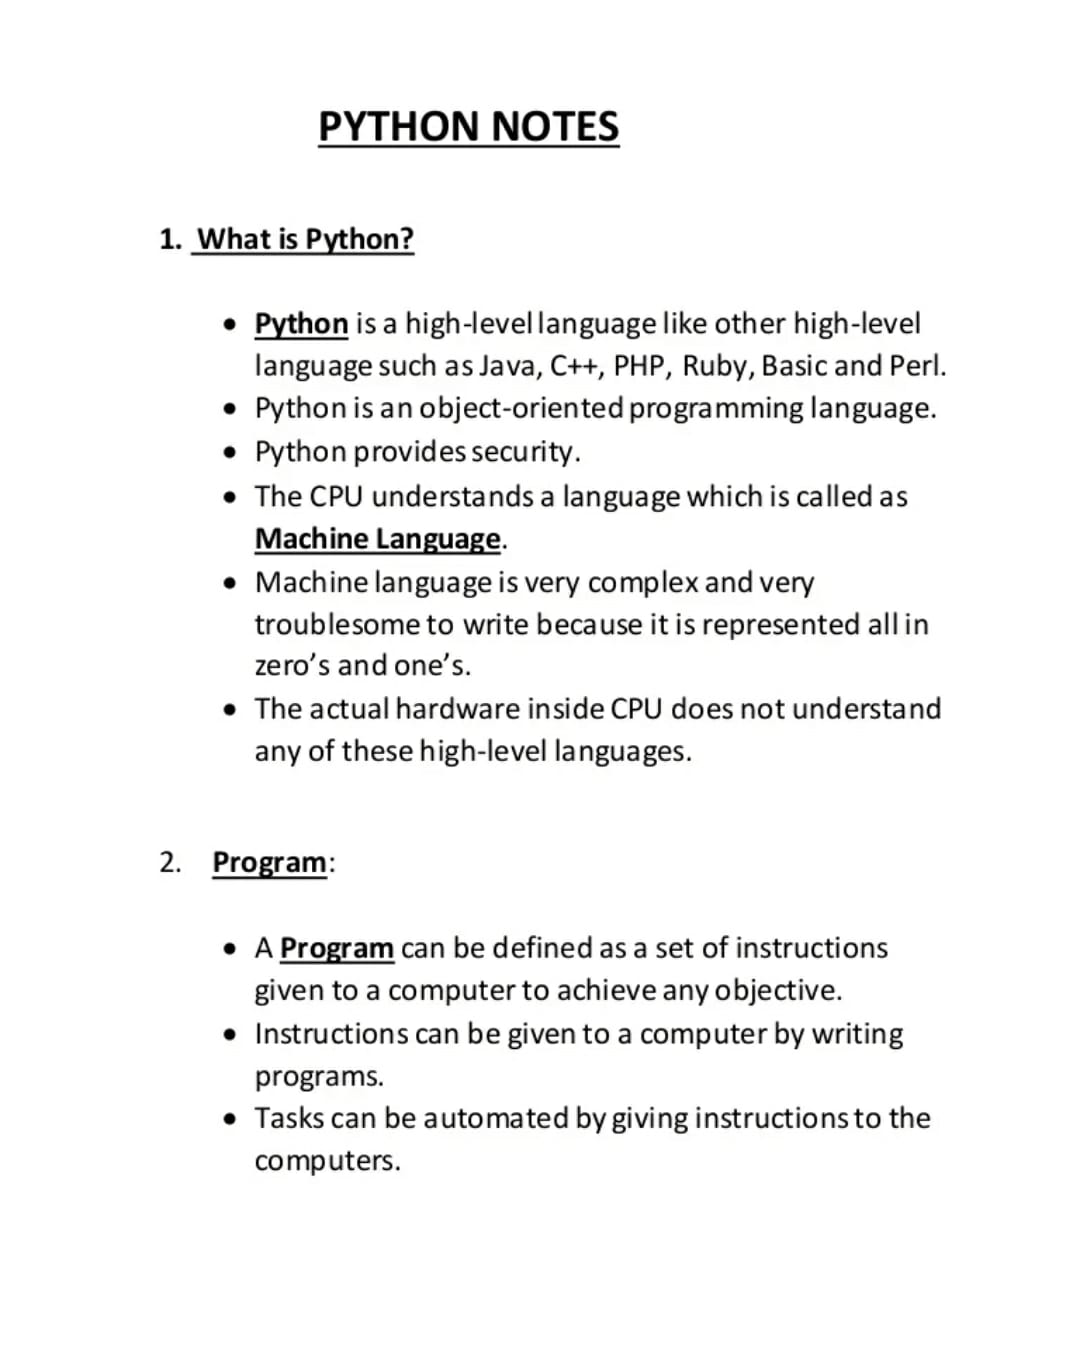 PYTHON NOTES
1. What is Python?
• Python is a high-level language like other high-level
language such as Java, C++, PHP, Ruby, Basic and Perl.
• Python is an object-oriented programming language.
• Python provides security.
• The CPU understands a language which is called as
Machine Language.
• Machine language is very complex and very
troublesome to write because it is represented all in
zero’s and one’s.
• The actual hardware inside CPU does not understand
any of these high-level languages.
2. Program:
• A Program can be defined as a set of instructions
given to a computer to achieve any objective.
• Instructions can be given to a computer by writing
programs.
• Tasks can be automated by giving instructions to the
computers.